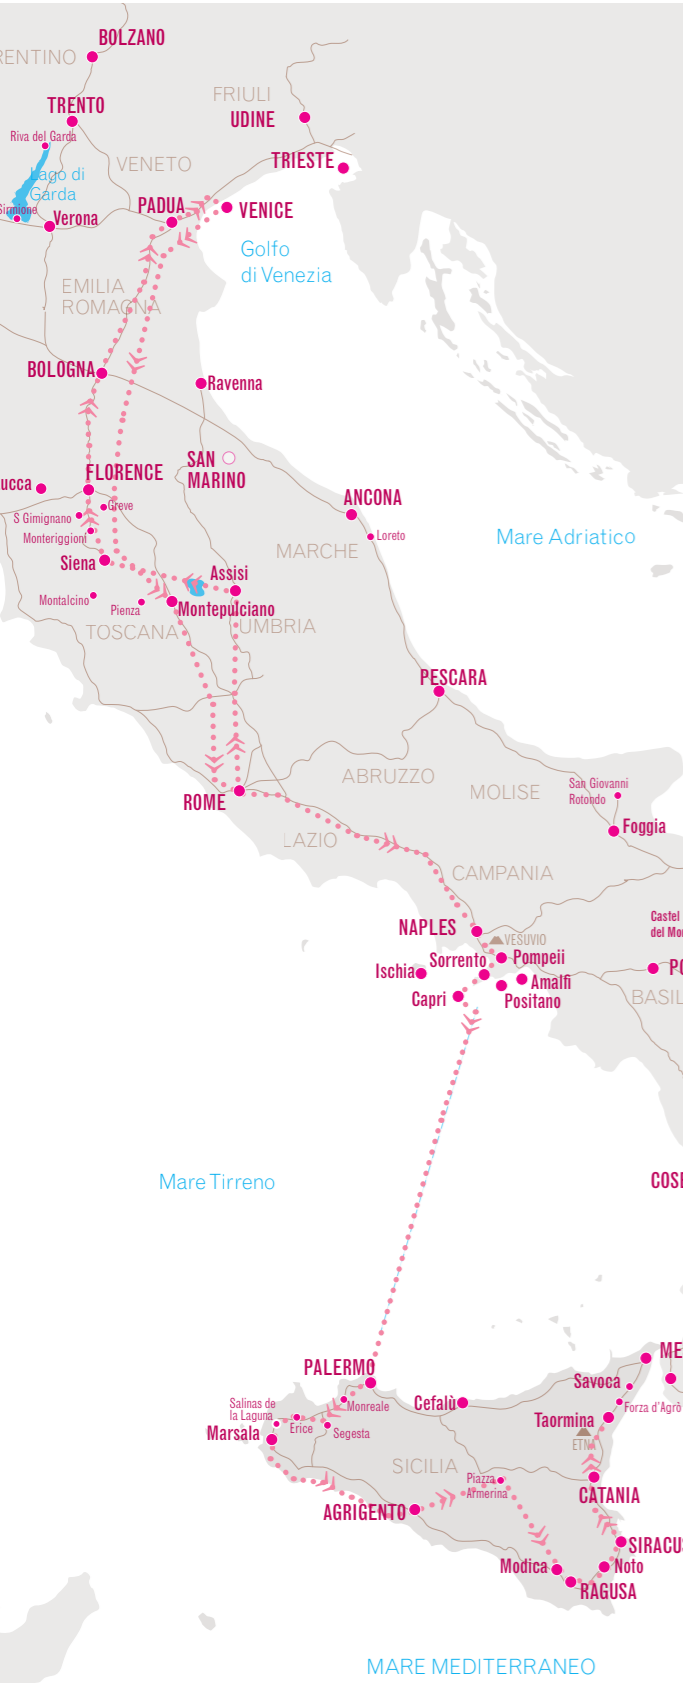 BOLZANO
RENTINO
FRIULI
TRENTO
UDINE
Riva del Garda
TRIESTE
VENETO
Lago di
Garda
Sirmione
PADUA
VENICE
Verona
Golfo
di Venezia
EMILIA
ROMAGNA
BOLOGNA
Ravenna
SAN
MARINO
FLORENCE
ucca
ANCONA
Greve
S Gimignano
Monteriggioni
Loreto
Mare Adriatico
MARCHE
Siena
Assisi
Montalcino
Pienza
Montepulciano
TOSCANA
UMBRIA
PESCARA
ABRUZZO
MOLISE
San Giovanni
Rotondo
ROME
Foggia
LAZIO
CAMPANIA
NAPLES
Castel
del Mon
VESUVIO
Pompeii
Sorrento
Ischia
PO
Amalfi
Capri
Positano
BASIL
Mare Tirreno
COSE
PALERMO
ME
Savoca
Cefalù
Monreale
Forza d'Agrò
Salinas de
la Laguna
Erice
Segesta
Taormina
Marsala
ETNA
SICILIA
Piazza
Armerina
CATANIA
AGRIGENTO
SIRACUS
Modica
Noto
RAGUSA
MARE MEDITERRANEO